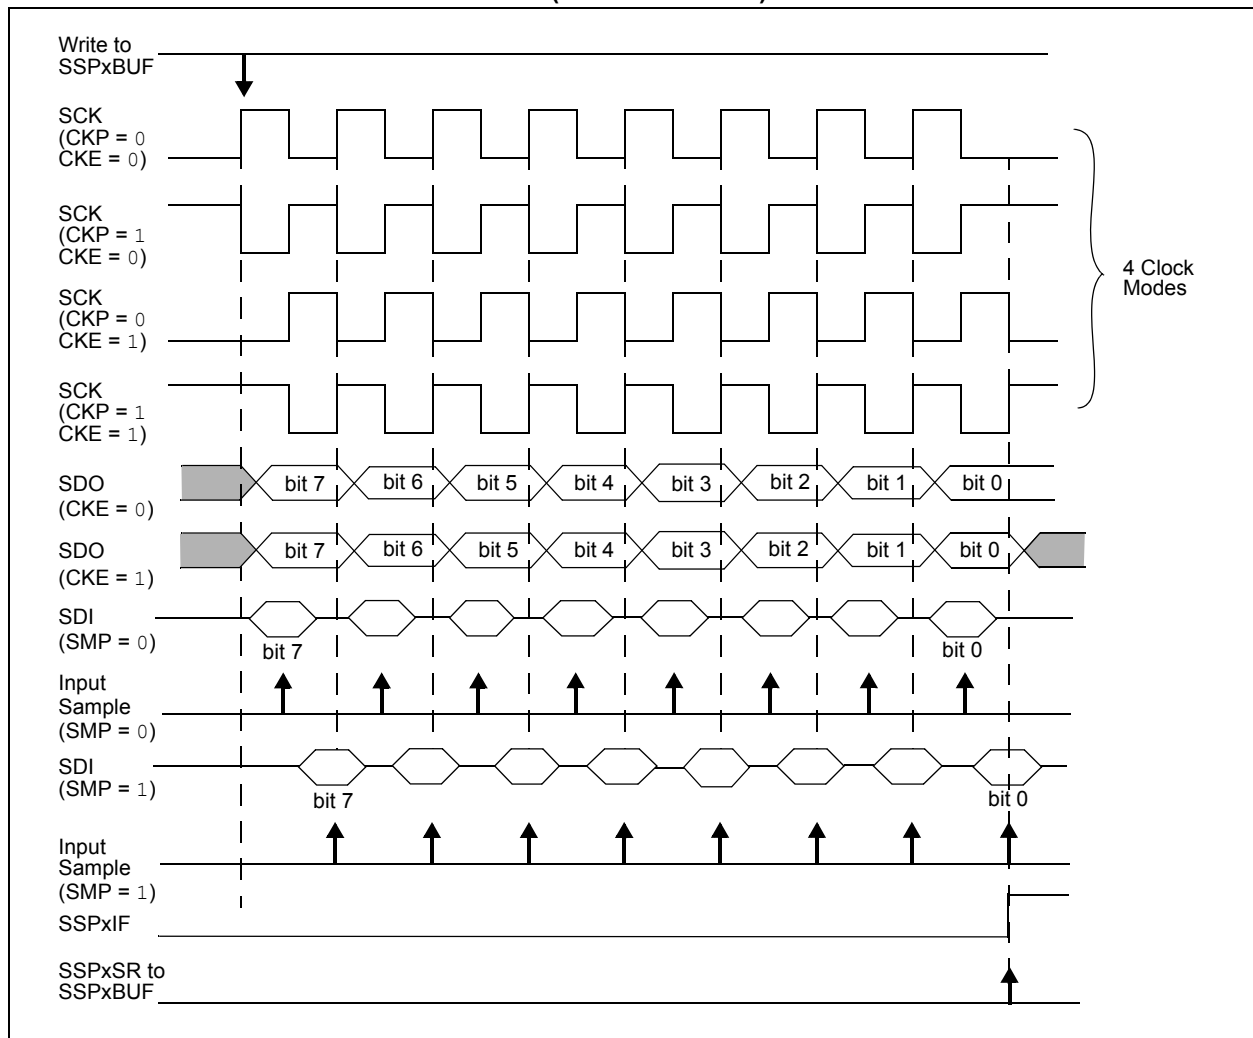 Write to
SSPxBUF
SCK
(CKP = 0
CKE = 0)
SCK
(CKP = 1
CKE = 0)
SCK
(CKP = 0
CKE = 1)
SCK
(CKP = 1
CKE = 1)
4 Clock
Modes
SDO
(CKE = 0)
bit 7 bit 6 bit 5 bit 4 bit 3 bit 2 bit 1 bit 0
SDO
(CKE = 1)
bit 7 bit 6 bit 5 bit 4 bit 3 bit 2 bit 1 bit 0
SDI
(SMP = 0)
bit 7 bit 0
Input
Sample
(SMP = 0)
SDI
(SMP = 1)
bit 7 bit 0
Input
Sample
(SMP = 1)
SSPxIF
SSPxSR to
SSPxBUF